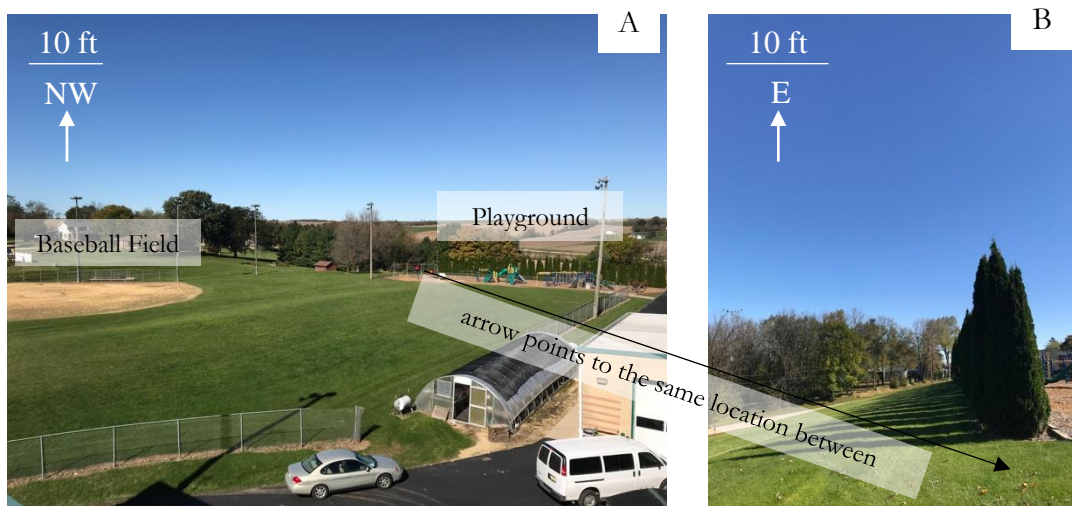 A
10 ft
NW
Baseball Field
Playground
arrow points to the same location between
B
10 ft
E